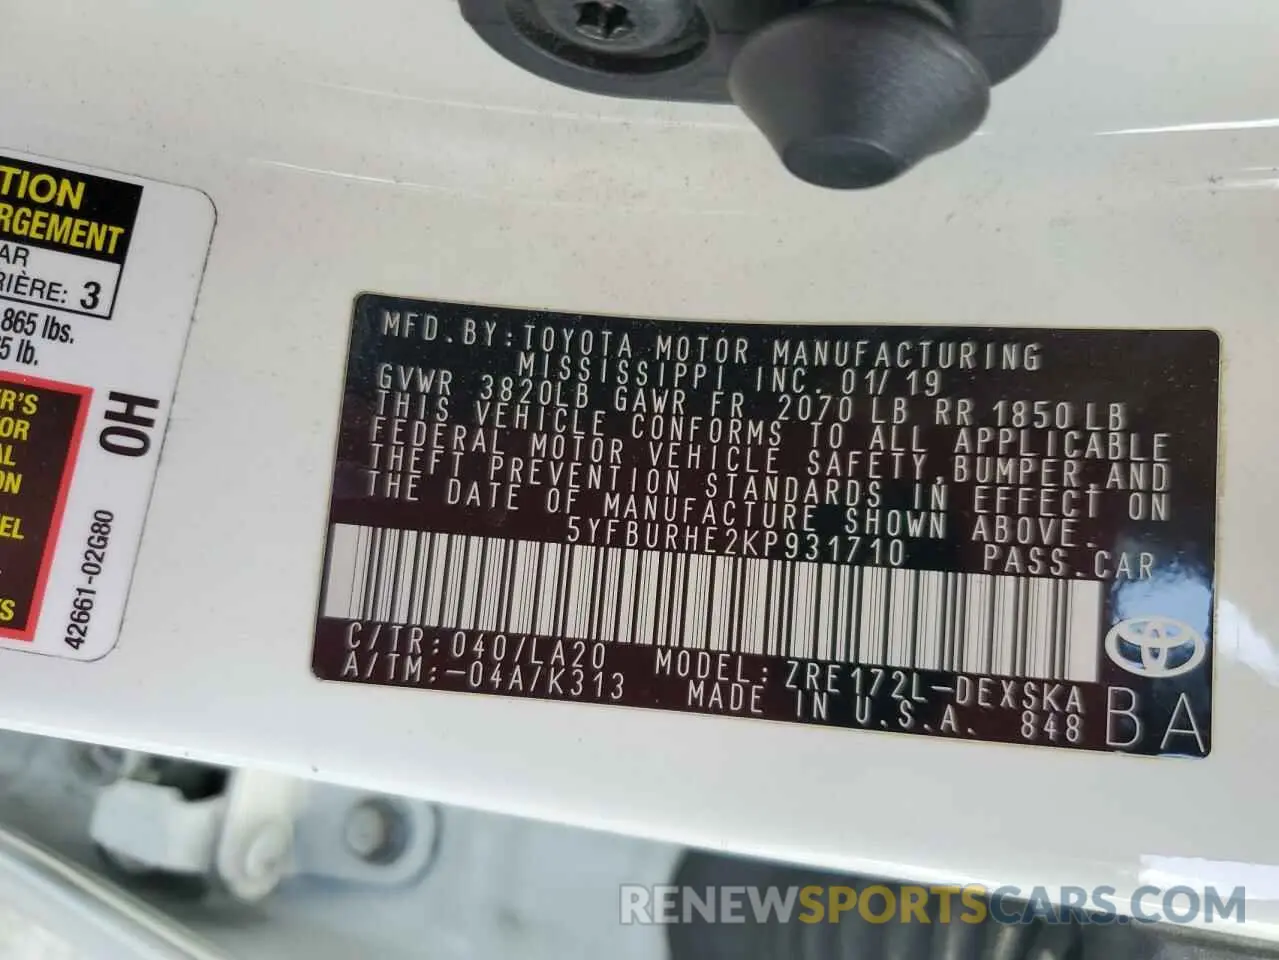 TION
RGEMENT
AR
RIÈRE: 3
865 lbs.
5 lb.
R'S
OR
AL
ON
EL
S
OH
42661-02G80
MFD. BY: TOYOTA MOTOR MANUFACTURING
MISSISSIPPI INC. 01/19
GVWR 3820LB GAWR FR 2070 LB RR 1850 LB
THIS VEHICLE CONFORMS TO ALL APPLICABLE
FEDERAL MOTOR VEHICLE SAFETY, BUMPER, AND
THEFT PREVENTION STANDARDS IN EFFECT ON
THE DATE OF MANUFACTURE SHOWN ABOVE.
5YFBURHE2KP931710 PASS. CAR
C/TR: 040/LA20 MODEL: ZRE172L-DEXSKA
A/TM: -04A/K313 MADE IN U.S.A. 848
BA
RENEWSPORTSCARS.COM